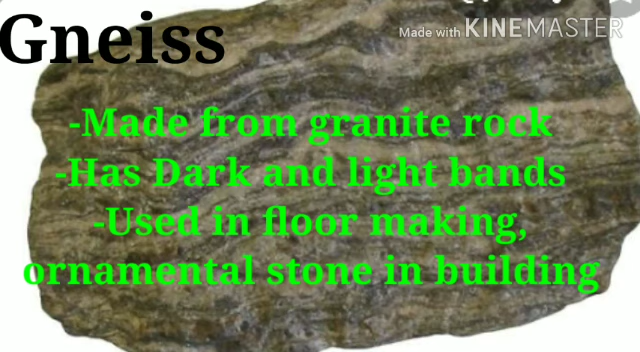 Gneiss
Made with KINEMASTER
-Made from granite rock
-Has Dark and light bands
-Used in floor making,
ornamental stone in building